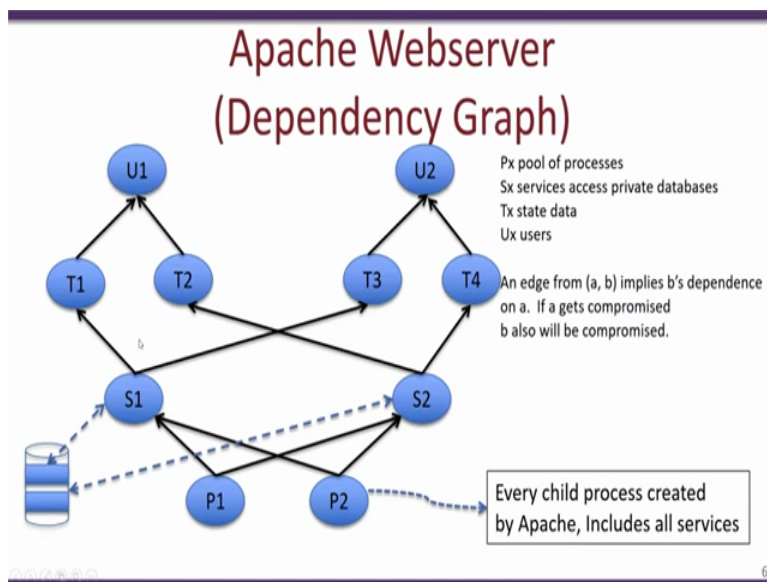 Apache Webserver
(Dependency Graph)
U1
U2
Px pool of processes
Sx services access private databases
Tx state data
Ux users
T1
T2
T3
T4
An edge from (a, b) implies b's dependence
on a. If a gets compromised
b also will be compromised.
S1
S2
P1
P2
Every child process created
by Apache, Includes all services
6